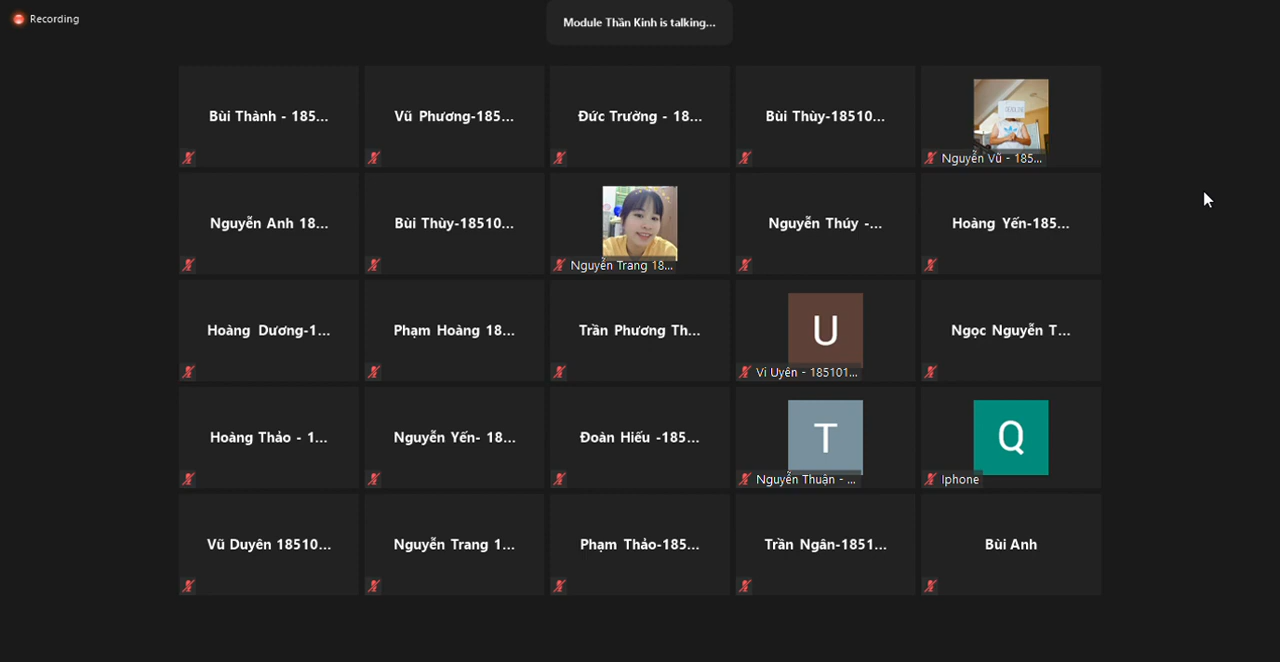 Recording
Module Thần Kinh is talking...
Bùi Thành - 185...
Vũ Phương-185...
Đức Trường - 18...
Bùi Thùy-18510...
Nguyễn Vũ - 185...
Nguyễn Anh 18...
Bùi Thùy-18510...
Nguyễn Trang 18...
Nguyễn Thúy -...
Hoàng Yến-185...
Hoàng Dương-1...
Phạm Hoàng 18...
Trần Phương Th...
U
Vi Uyên - 185101...
Ngọc Nguyễn T...
Hoàng Thảo - 1...
Nguyễn Yến- 18...
Đoàn Hiếu -185...
T
Nguyễn Thuận - ...
Q
Iphone
Vũ Duyên 18510...
Nguyễn Trang 1...
Phạm Thảo-185...
Trần Ngân-1851...
Bùi Anh